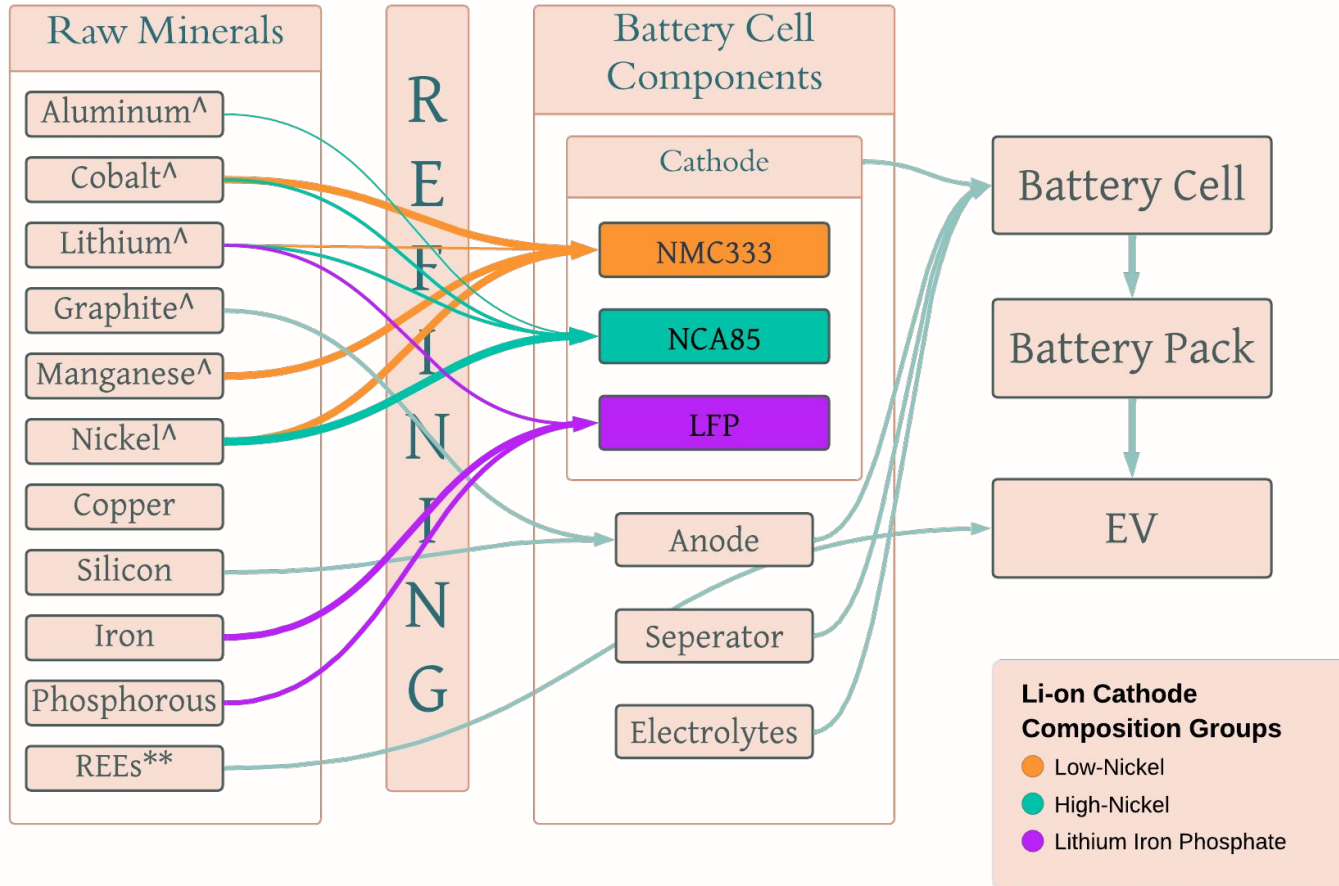 Raw Minerals
Aluminum^
Cobalt^
Lithium^
Graphite^
Manganese^
Nickel^
Copper
Silicon
Iron
Phosphorous
REEs**
R
E
F
I
N
I
N
G
Battery Cell
Components
Cathode
NMC333
NCA85
LFP
Anode
Seperator
Electrolytes
Battery Cell
Battery Pack
EV
Li-on Cathode
Composition Groups
Low-Nickel
High-Nickel
Lithium Iron Phosphate